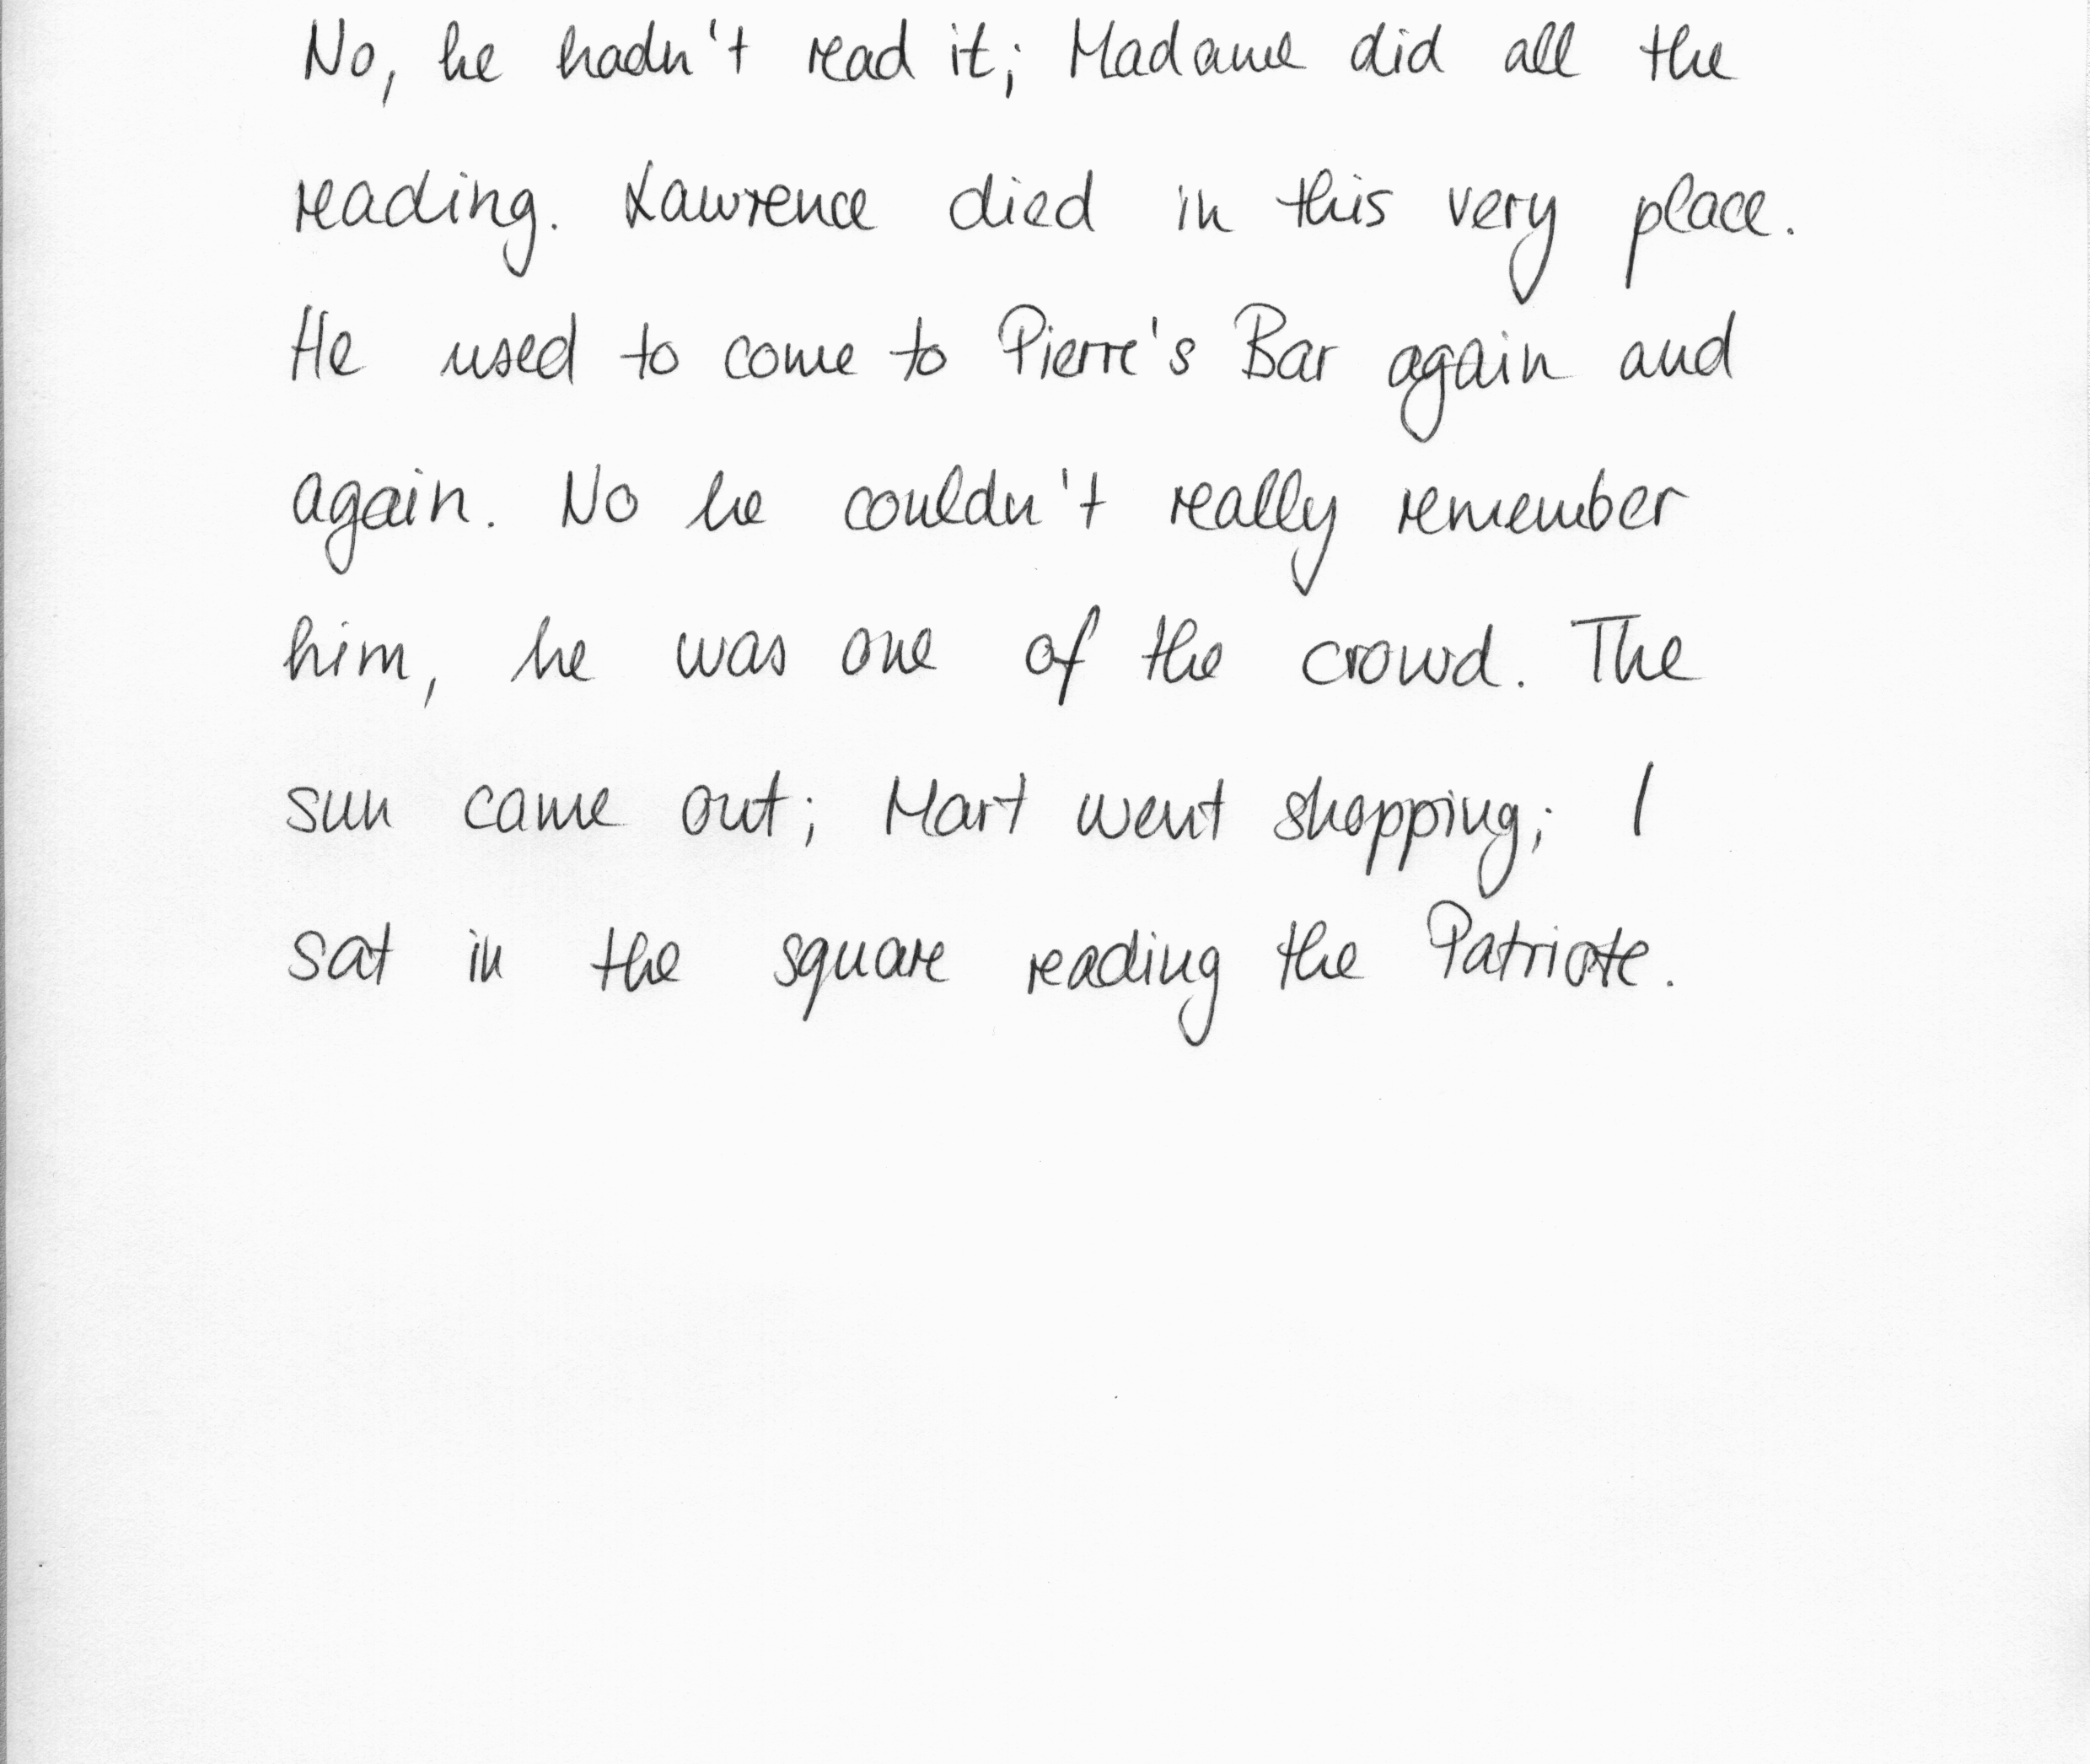 No, he hadn't read it; Madame did all the
reading. Lawrence died in this very place.
He used to come to Pierre's Bar again and
again. No he couldn't really remember
him, he was one of the crowd. The
sun came out; Mart went shopping; I
sat in the square reading the Patriote.